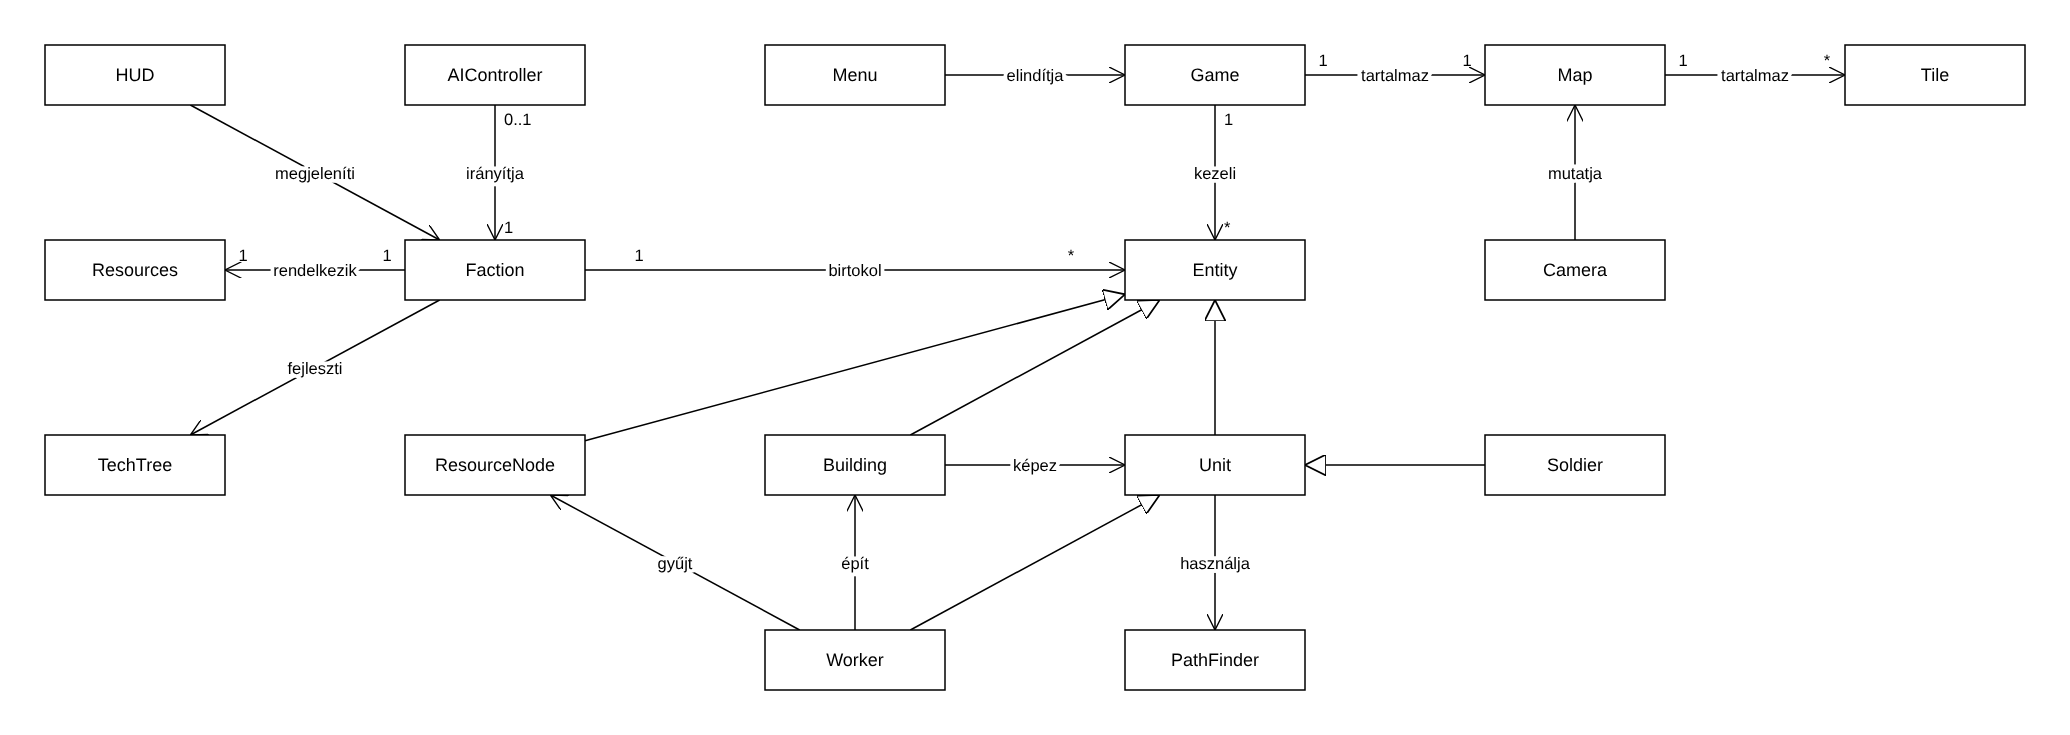 HUD
AIController
Menu
elindítja
Game
1
tartalmaz
1
Map
1
tartalmaz
*
Tile
0..1
1
megjeleníti
irányítja
kezeli
mutatja
1
*
Resources
1
rendelkezik
1
Faction
1
birtokol
*
Entity
Camera
fejleszti
TechTree
ResourceNode
Building
képez
Unit
Soldier
gyűjt
épít
használja
Worker
PathFinder